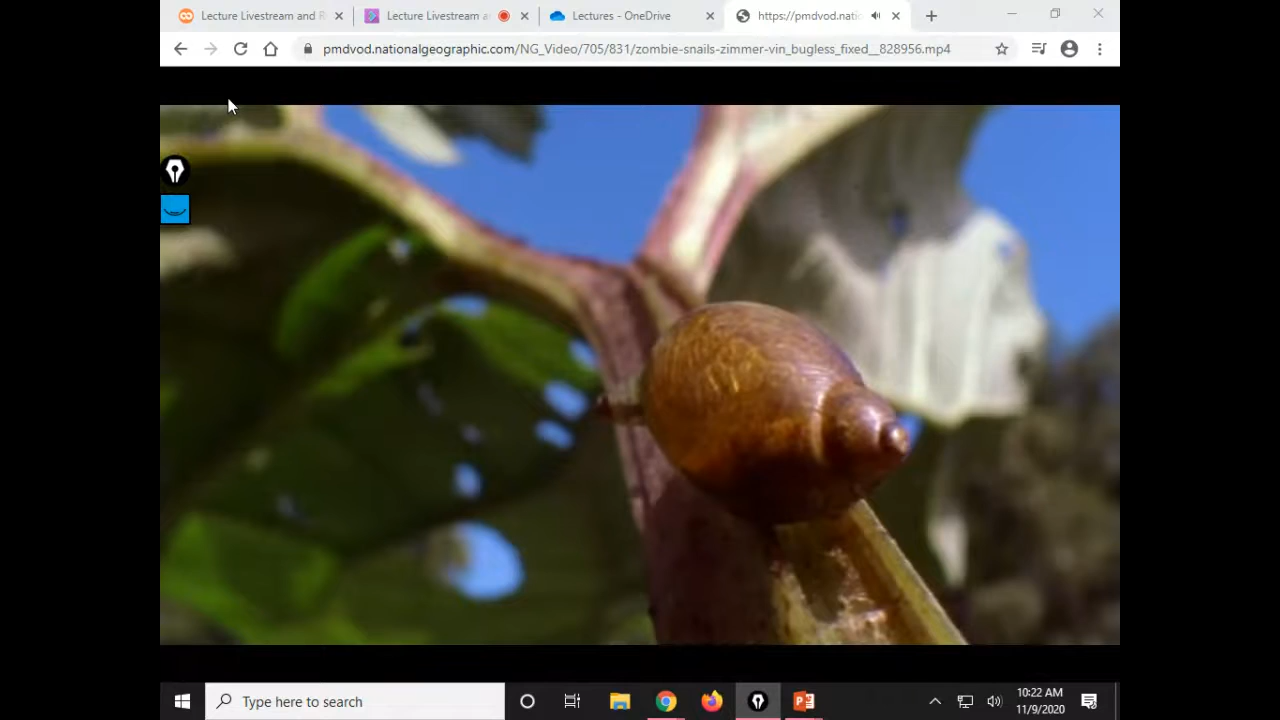 Lecture Livestream and R
Lecture Livestream a
Lectures - OneDrive
https://pmdvod.nati
pmdvod.nationalgeographic.com/NG_Video/705/831/zombie-snails-zimmer-vin_bugless_fixed__828956.mp4
Type here to search
10:22 AM
11/9/2020